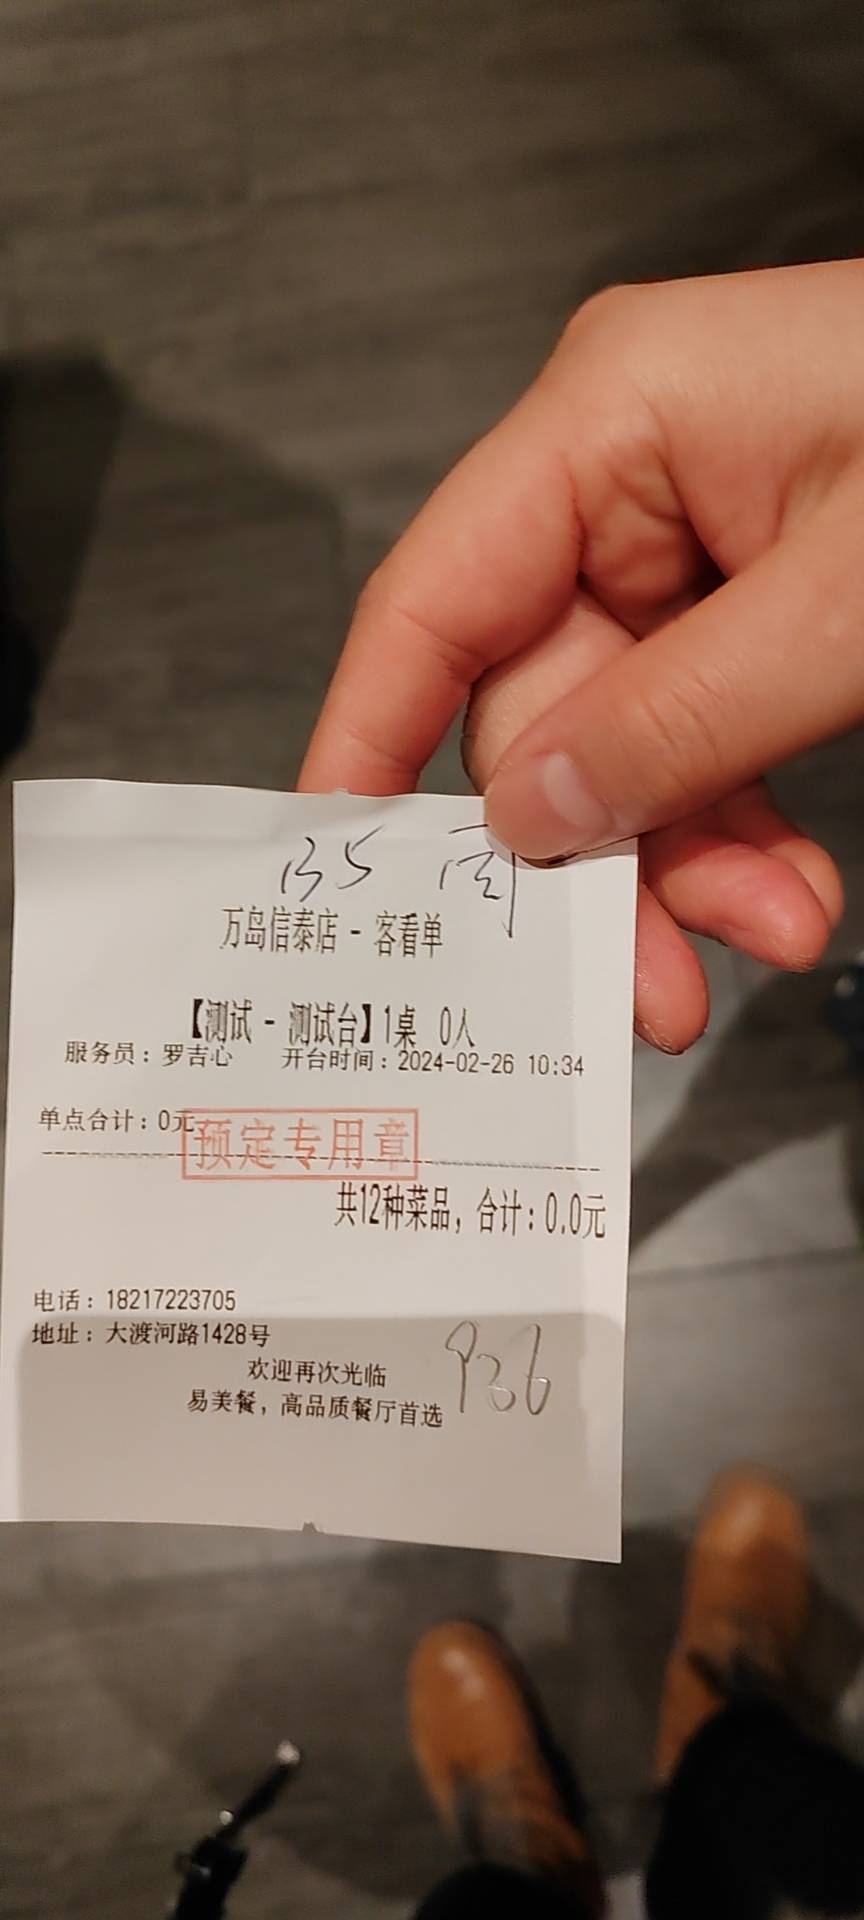 B5 周
万岛信泰店 - 客看单
【测试 - 测试台】1桌 0人
服务员：罗吉心 开台时间：2024-02-26 10:34
单点合计：0元
预定专用章
共12种菜品，合计：0.0元
电话：18217223705
地址：大渡河路1428号
欢迎再次光临
易美餐，高品质餐厅首选
936